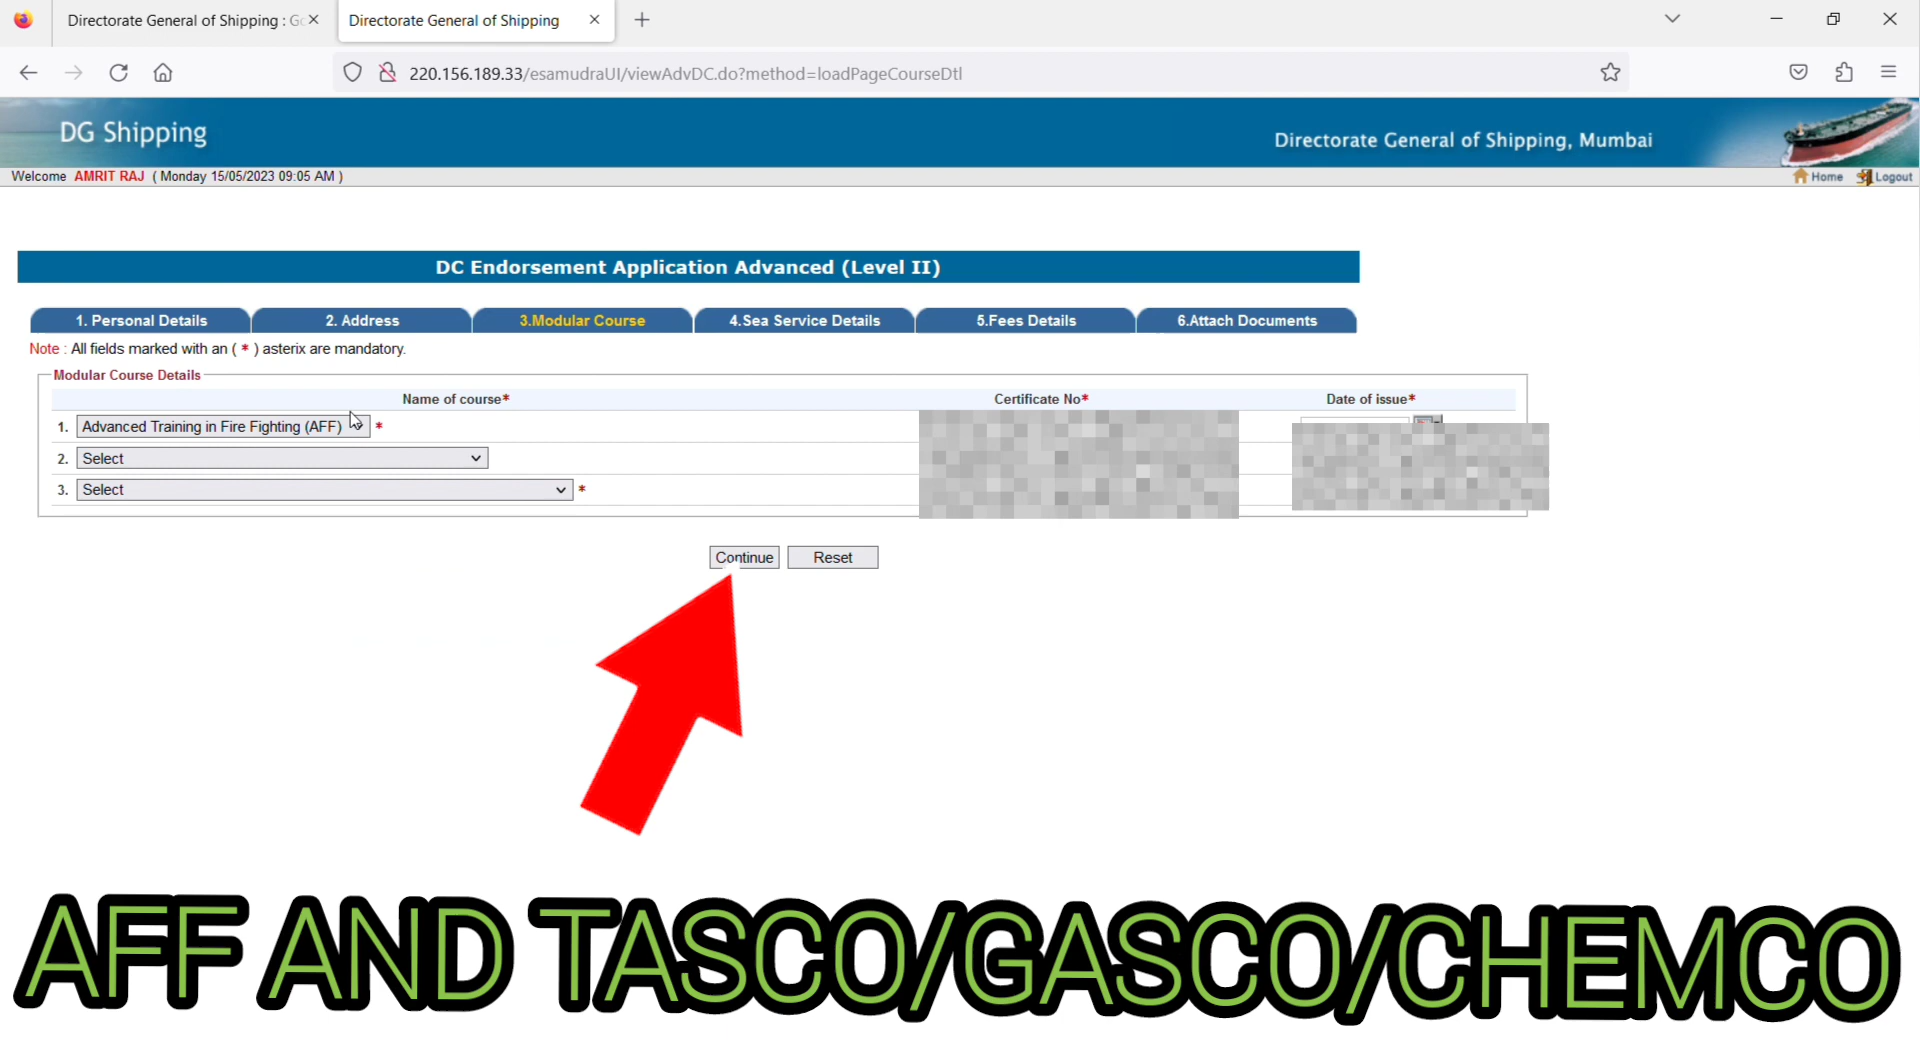 Directorate General of Shipping : Go
Directorate General of Shipping
220.156.189.33/esamudraUI/viewAdvDC.do?method=loadPageCourseDtl
DG Shipping
Directorate General of Shipping, Mumbai
Welcome AMRIT RAJ ( Monday 15/05/2023 09:05 AM )
Home Logout
DC Endorsement Application Advanced (Level II)
1. Personal Details 2. Address 3.Modular Course 4.Sea Service Details 5.Fees Details 6.Attach Documents
Note : All fields marked with an ( * ) asterix are mandatory.
Modular Course Details
Name of course* Certificate No* Date of issue*
1. Advanced Training in Fire Fighting (AFF) *
2. Select
3. Select *
Continue Reset
AFF AND TASCO/GASCO/CHEMCO